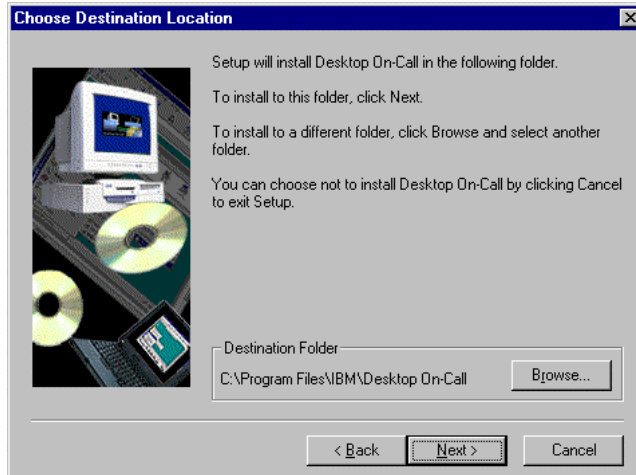 Choose Destination Location
Setup will install Desktop On-Call in the following folder.
To install to this folder, click Next.
To install to a different folder, click Browse and select another
folder.
You can choose not to install Desktop On-Call by clicking Cancel
to exit Setup.
Destination Folder
C:\Program Files\IBM\Desktop On-Call
Browse...
< Back
Next >
Cancel